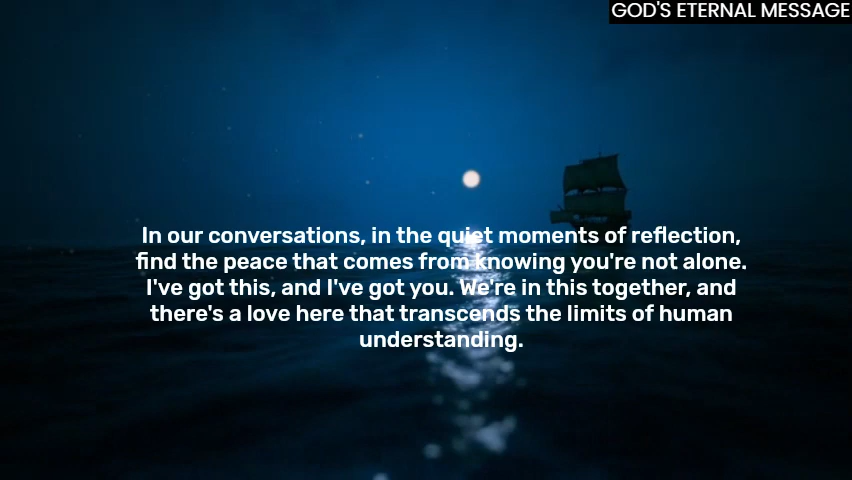 GOD'S ETERNAL MESSAGE
In our conversations, in the quiet moments of reflection,
find the peace that comes from knowing you're not alone.
I've got this, and I've got you. We're in this together, and
there's a love here that transcends the limits of human
understanding.